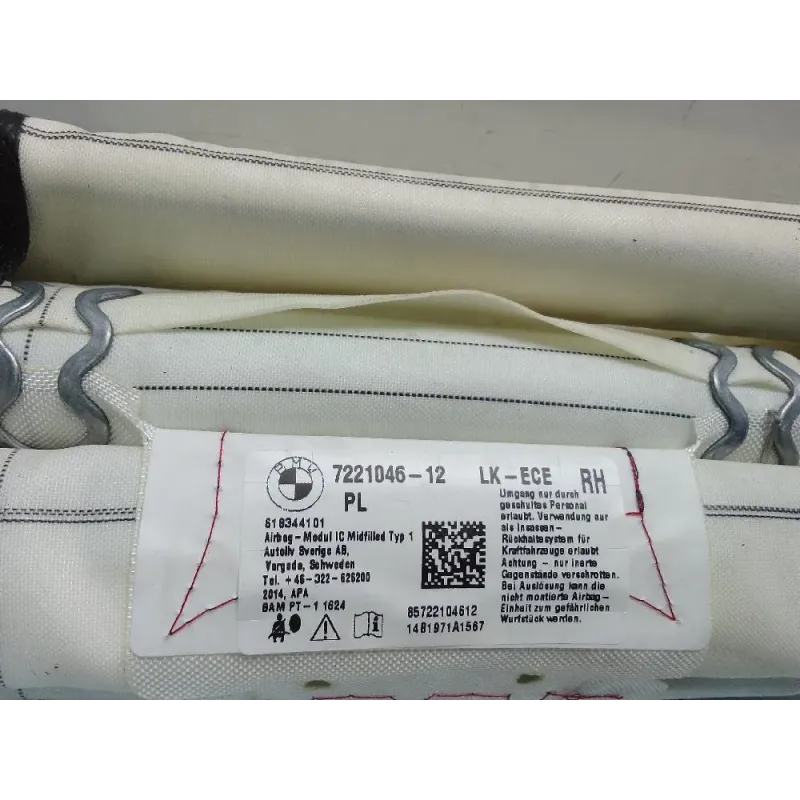 BMW
7221046-12 LK-ECE RH
PL
618344101
Airbag-Modul IC Midfilled Typ 1
Autoliv Sverige AB,
Vargada, Schweden
Tel. +46-322-626200
2014, APA
BAM PT-1 1624
Umgang nur durch
geschultes Personal
erlaubt. Verwendung nur
als Insassen-
Rückhaltesystem für
Kraftfahrzeuge erlaubt
Achtung - nur inerte
Gegenstände verschrotten.
Bei Auslösung kann die
nicht montierte Airbag-
Einheit zum gefährlichen
Wurfstück werden.
85722104612
14B1971A1567